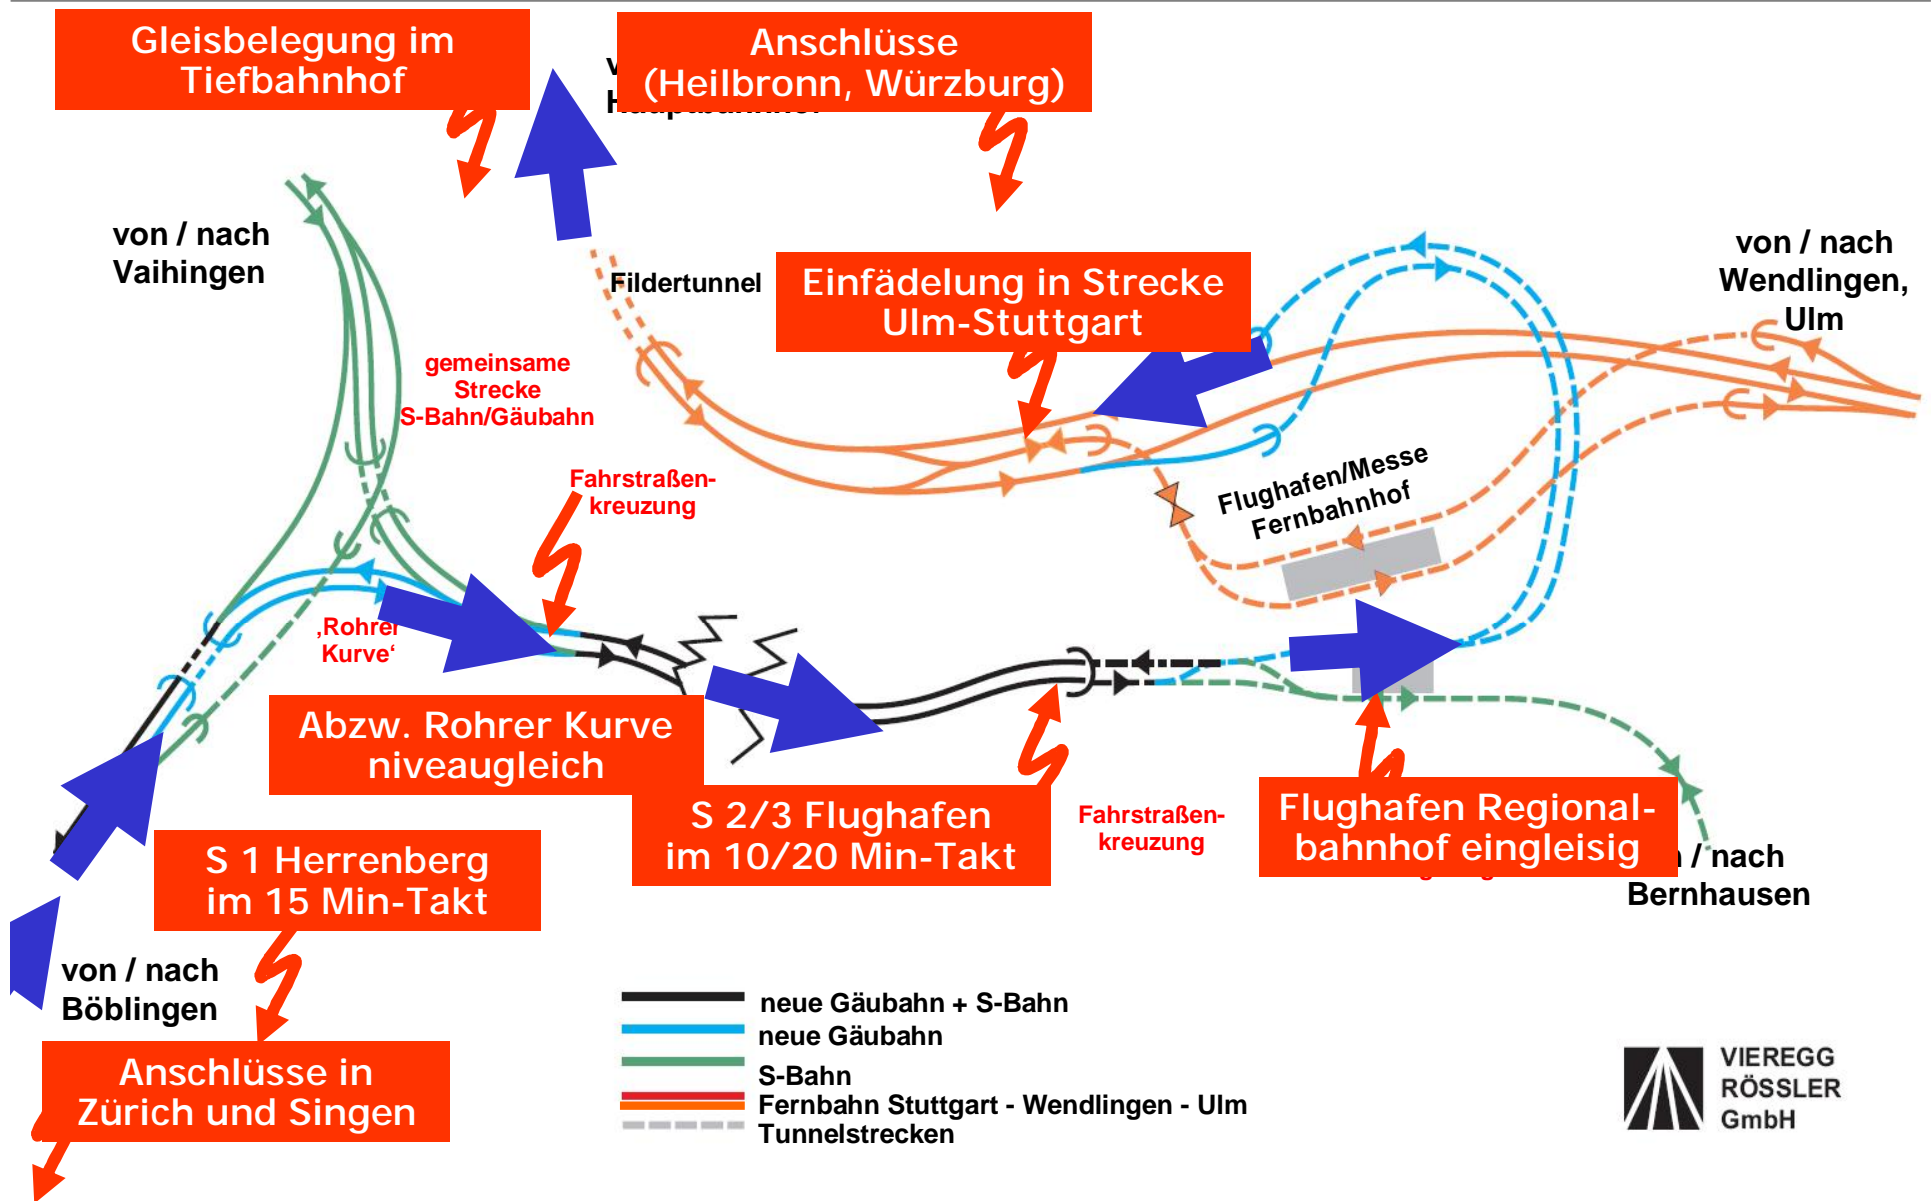 Gleisbelegung im
Tiefbahnhof
Anschlüsse
(Heilbronn, Würzburg)
von / nach
Vaihingen
Fildertunnel
Einfädelung in Strecke
Ulm-Stuttgart
von / nach
Wendlingen,
Ulm
gemeinsame
Strecke
S-Bahn/Gäubahn
Fahrstraßen-
kreuzung
Flughafen/Messe
Fernbahnhof
‚Rohrer
Kurve‘
Abzw. Rohrer Kurve
niveaugleich
S 2/3 Flughafen
im 10/20 Min-Takt
Fahrstraßen-
kreuzung
Flughafen Regional-
bahnhof eingleisig
/ nach
Bernhausen
S 1 Herrenberg
im 15 Min-Takt
von / nach
Böblingen
Anschlüsse in
Zürich und Singen
neue Gäubahn + S-Bahn
neue Gäubahn
S-Bahn
Fernbahn Stuttgart - Wendlingen - Ulm
Tunnelstrecken
VIEREGG
RÖSSLER
GmbH